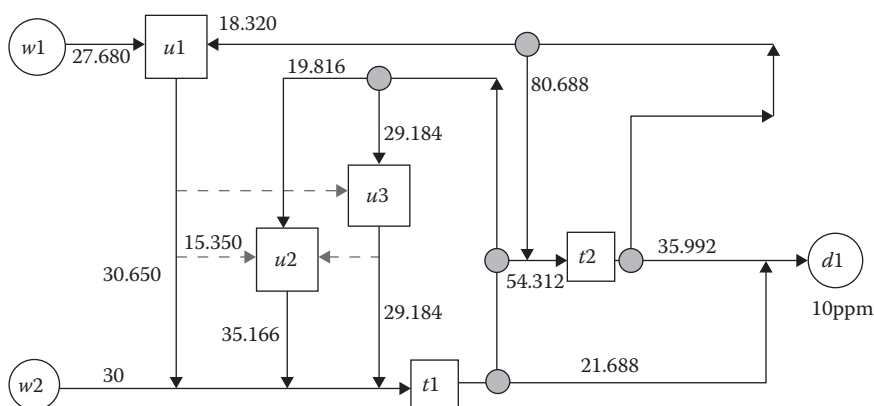 18.320
w1
u1
27.680
19.816
80.688
29.184
u3
15.350
u2
t2
35.992
d1
30.650
54.312
10ppm
29.184
35.166
30
21.688
w2
t1